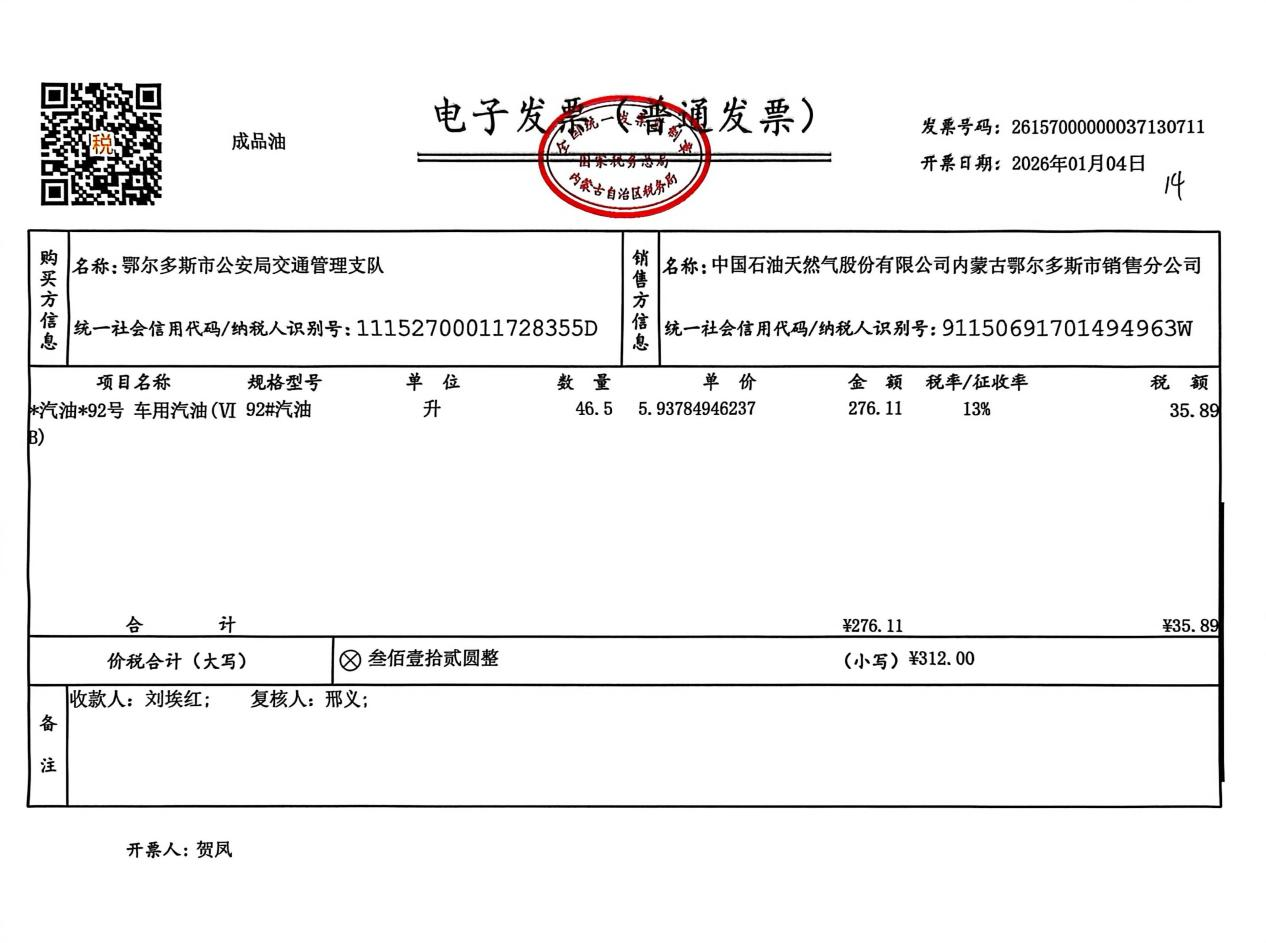 电子发票（普通发票）
税
成品油
全国统一发票监制章
国家税务总局
内蒙古自治区税务局
发票号码：26157000000037130711
开票日期：2026年01月04日
14
购买方信息
名称：鄂尔多斯市公安局交通管理支队
统一社会信用代码/纳税人识别号：11152700011728355D
销售方信息
名称：中国石油天然气股份有限公司内蒙古鄂尔多斯市销售分公司
统一社会信用代码/纳税人识别号：91150691701494963W
项目名称 规格型号 单位 数量 单价 金额 税率/征收率 税额
*汽油*92号 车用汽油(Ⅵ 92#汽油 升 46.5 5.93784946237 276.11 13% 35.89
B)
合计 ¥276.11 ¥35.89
价税合计（大写） ⊗ 叁佰壹拾贰圆整 （小写）¥312.00
备注
收款人：刘埃红; 复核人：邢义;
开票人：贺凤